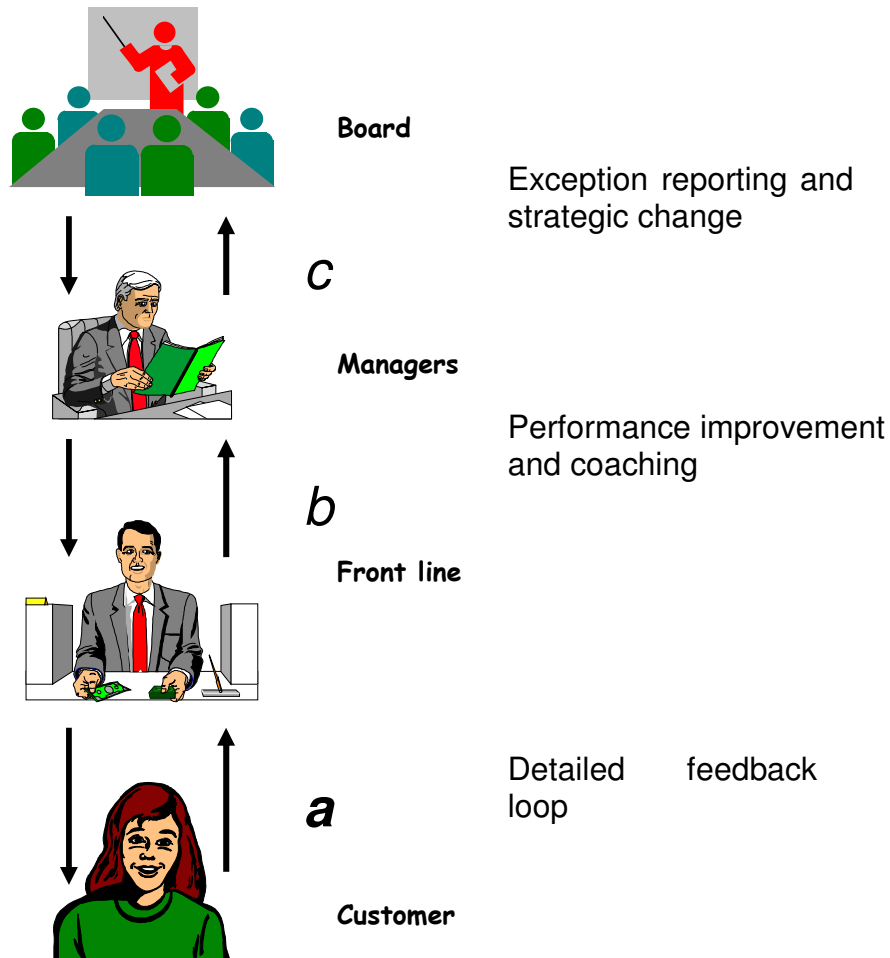 Board
Exception reporting and
strategic change
c
Managers
Performance improvement
and coaching
b
Front line
Detailed feedback
loop
a
Customer